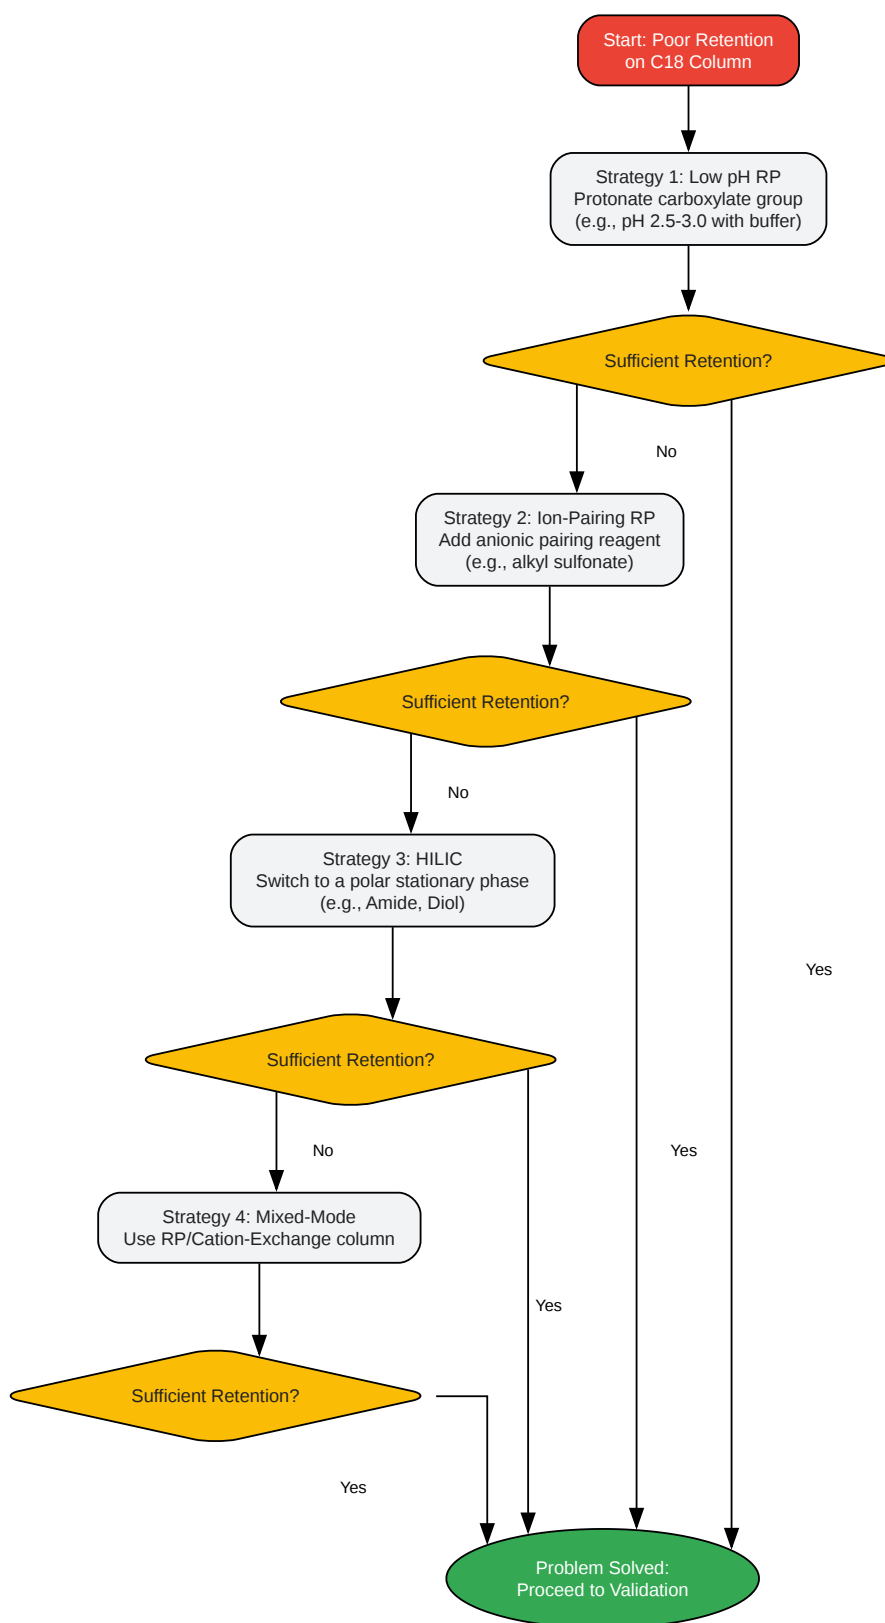 Start: Poor Retention
on C18 Column
Strategy 1: Low pH RP
Protonate carboxylate group
(e.g., pH 2.5-3.0 with buffer)
Sufficient Retention?
No
Strategy 2: Ion-Pairing RP
Add anionic pairing reagent
(e.g., alkyl sulfonate)
Sufficient Retention?
No
Strategy 3: HILIC
Switch to a polar stationary phase
(e.g., Amide, Diol)
Yes
Sufficient Retention?
No
Yes
Strategy 4: Mixed-Mode
Use RP/Cation-Exchange column
Yes
Sufficient Retention?
Yes
Problem Solved:
Proceed to Validation